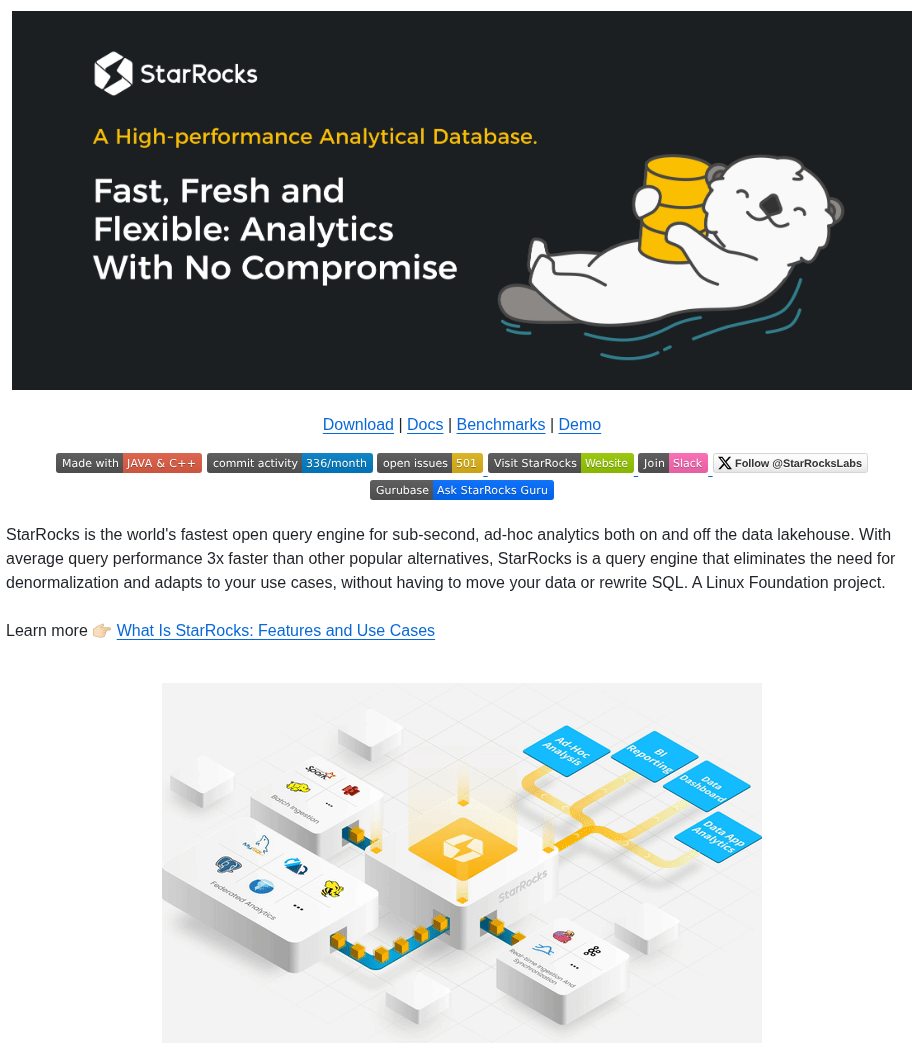 StarRocks
A High-performance Analytical Database.
Fast, Fresh and
Flexible: Analytics
With No Compromise
Download | Docs | Benchmarks | Demo
Made with JAVA & C++ commit activity 336/month open issues 501 Visit StarRocks Website Join Slack Follow @StarRocksLabs
Gurubase Ask StarRocks Guru
StarRocks is the world's fastest open query engine for sub-second, ad-hoc analytics both on and off the data lakehouse. With
average query performance 3x faster than other popular alternatives, StarRocks is a query engine that eliminates the need for
denormalization and adapts to your use cases, without having to move your data or rewrite SQL. A Linux Foundation project.
Learn more 👉🏻 What Is StarRocks: Features and Use Cases
Ad-Hoc
Analysis
BI
Reporting
Data
Dashboard
Data App
Analytics
Spark
...
Batch Ingestion
MySQL
...
Federated Analytics
StarRocks
...
Real-time Ingestion And
Synchronization